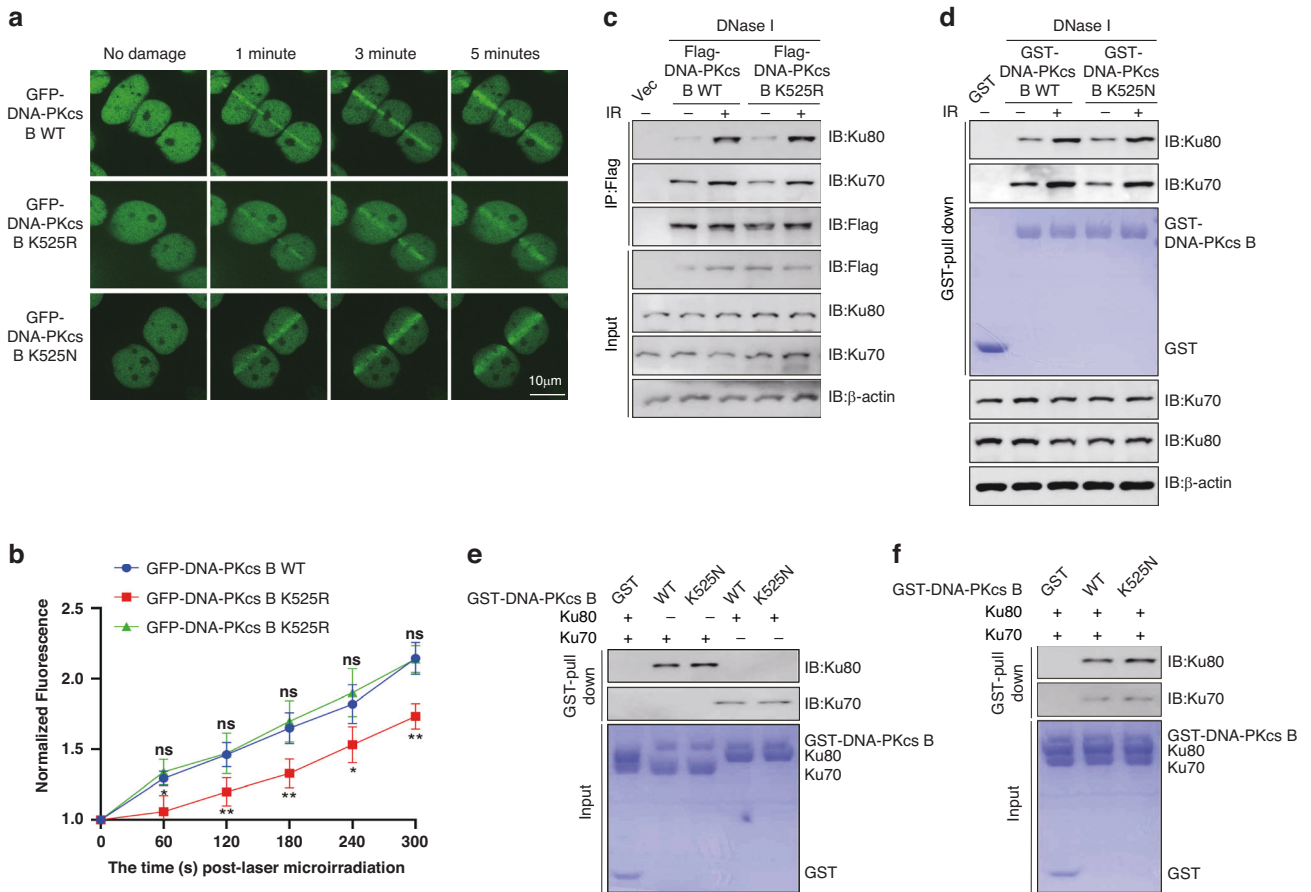 a
No damage 1 minute 3 minute 5 minutes
GFP-
DNA-PKcs
B WT
GFP-
DNA-PKcs
B K525R
GFP-
DNA-PKcs
B K525N
10μm
b
GFP-DNA-PKcs B WT
GFP-DNA-PKcs B K525R
GFP-DNA-PKcs B K525R
Normalized Fluorescence
2.5
2.0
1.5
1.0
ns ns ns ns ns
* ** ** * **
0 60 120 180 240 300
The time (s) post-laser microirradiation
c
DNase I
Flag-
DNA-PKcs
B WT
Flag-
DNA-PKcs
B K525R
Vec
IR – – + – +
IP:Flag
IB:Ku80
IB:Ku70
IB:Flag
Input
IB:Flag
IB:Ku80
IB:Ku70
IB:β-actin
d
DNase I
GST-
DNA-PKcs
B WT
GST-
DNA-PKcs
B K525N
GST
IR – – + – +
GST-pull down
IB:Ku80
IB:Ku70
GST-
DNA-PKcs B
GST
IB:Ku70
IB:Ku80
IB:β-actin
e
GST-DNA-PKcs B GST WT K525N WT K525N
Ku80 + – – + +
Ku70 + + + – –
GST-pull
down
IB:Ku80
IB:Ku70
Input
GST-DNA-PKcs B
Ku80
Ku70
GST
f
GST-DNA-PKcs B GST WT K525N
Ku80 + + +
Ku70 + + +
GST-pull
down
IB:Ku80
IB:Ku70
Input
GST-DNA-PKcs B
Ku80
Ku70
GST